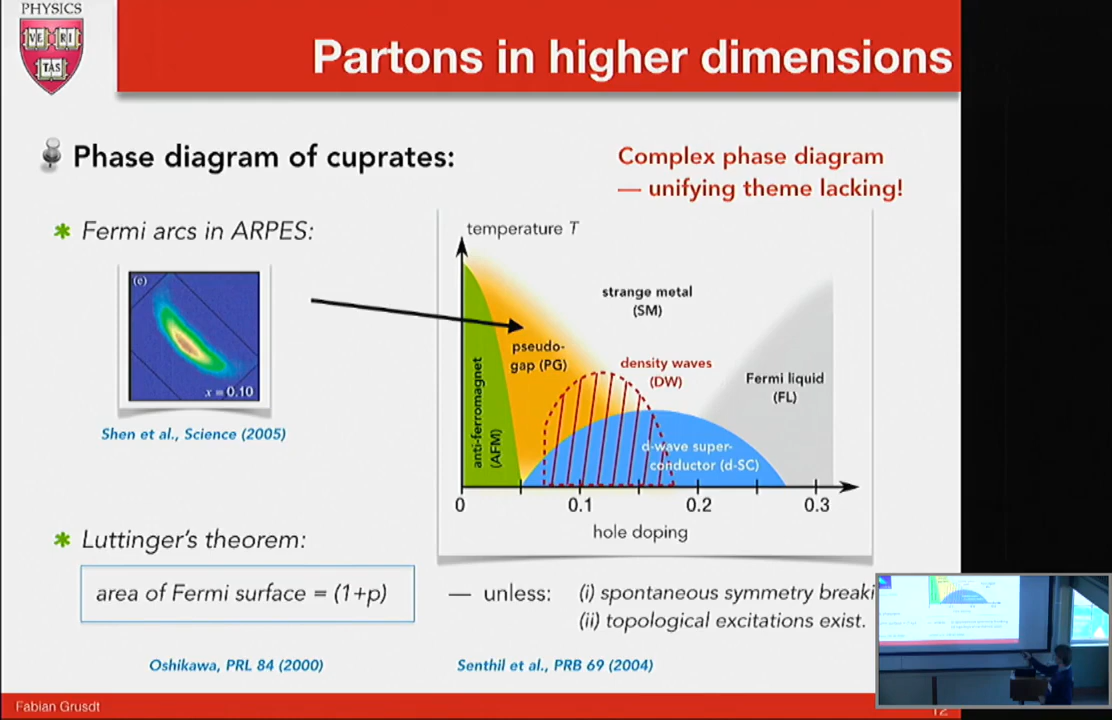 PHYSICS
VE RI
TAS
Partons in higher dimensions
Phase diagram of cuprates:
Complex phase diagram
— unifying theme lacking!
Fermi arcs in ARPES:
(e)
x = 0.10
Shen et al., Science (2005)
temperature T
strange metal
(SM)
pseudo-
gap (PG)
density waves
(DW)
Fermi liquid
(FL)
anti-ferromagnet
(AFM)
d-wave super-
conductor (d-SC)
0 0.1 0.2 0.3
hole doping
Luttinger's theorem:
area of Fermi surface = (1+p)
— unless: (i) spontaneous symmetry breaki
(ii) topological excitations exist.
Oshikawa, PRL 84 (2000)
Senthil et al., PRB 69 (2004)
Fabian Grusdt
12